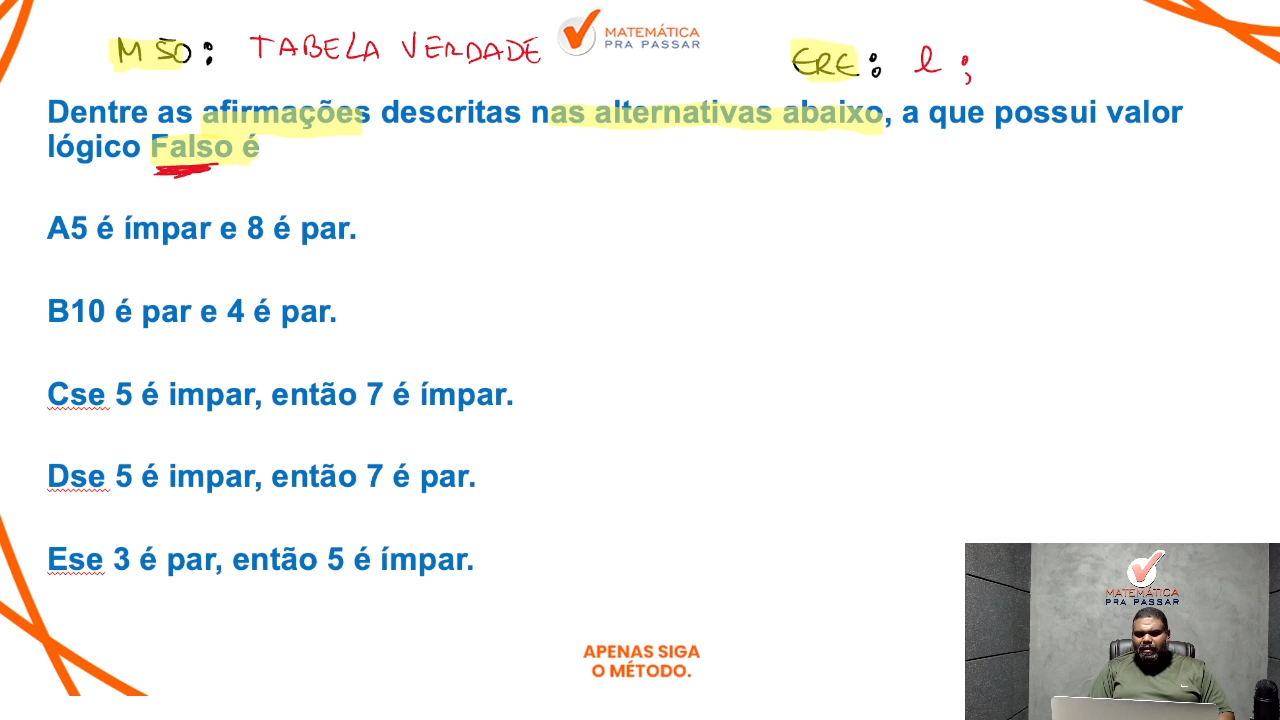 MSO: TABELA VERDADE
MATEMÁTICA
PRA PASSAR
ERE: l ;
Dentre as afirmações descritas nas alternativas abaixo, a que possui valor
lógico Falso é
A5 é ímpar e 8 é par.
B10 é par e 4 é par.
Cse 5 é impar, então 7 é ímpar.
Dse 5 é impar, então 7 é par.
Ese 3 é par, então 5 é ímpar.
MATEMÁTICA
PRA PASSAR
APENAS SIGA
O MÉTODO.